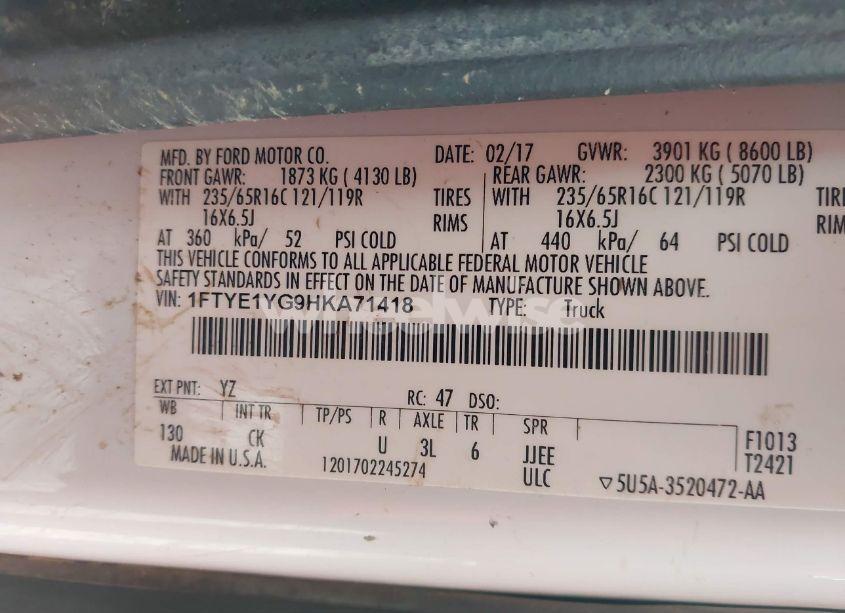 MFD. BY FORD MOTOR CO. DATE: 02/17 GVWR: 3901 KG ( 8600 LB)
FRONT GAWR: 1873 KG ( 4130 LB) REAR GAWR: 2300 KG ( 5070 LB)
WITH 235/65R16C 121/119R TIRES WITH 235/65R16C 121/119R TIRE
16X6.5J RIMS 16X6.5J RIM
AT 360 kPa/ 52 PSI COLD AT 440 kPa/ 64 PSI COLD
THIS VEHICLE CONFORMS TO ALL APPLICABLE FEDERAL MOTOR VEHICLE
SAFETY STANDARDS IN EFFECT ON THE DATE OF MANUFACTURE SHOWN ABOVE.
VIN: 1FTYE1YG9HKA71418 TYPE: Truck
wheelwise
EXT PNT: YZ RC: 47 DSO:
WB INT TR TP/PS R AXLE TR SPR
130 CK U 3L 6 JJEE F1013
MADE IN U.S.A. 1201702245274 ULC T2421
▽5U5A-3520472-AA